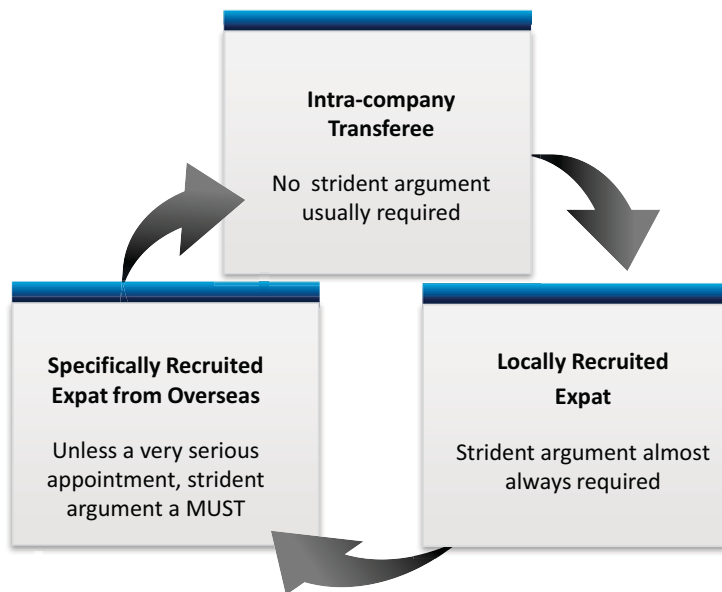 Intra-company
Transferee
No strident argument
usually required
Specifically Recruited
Expat from Overseas
Unless a very serious
appointment, strident
argument a MUST
Locally Recruited
Expat
Strident argument almost
always required